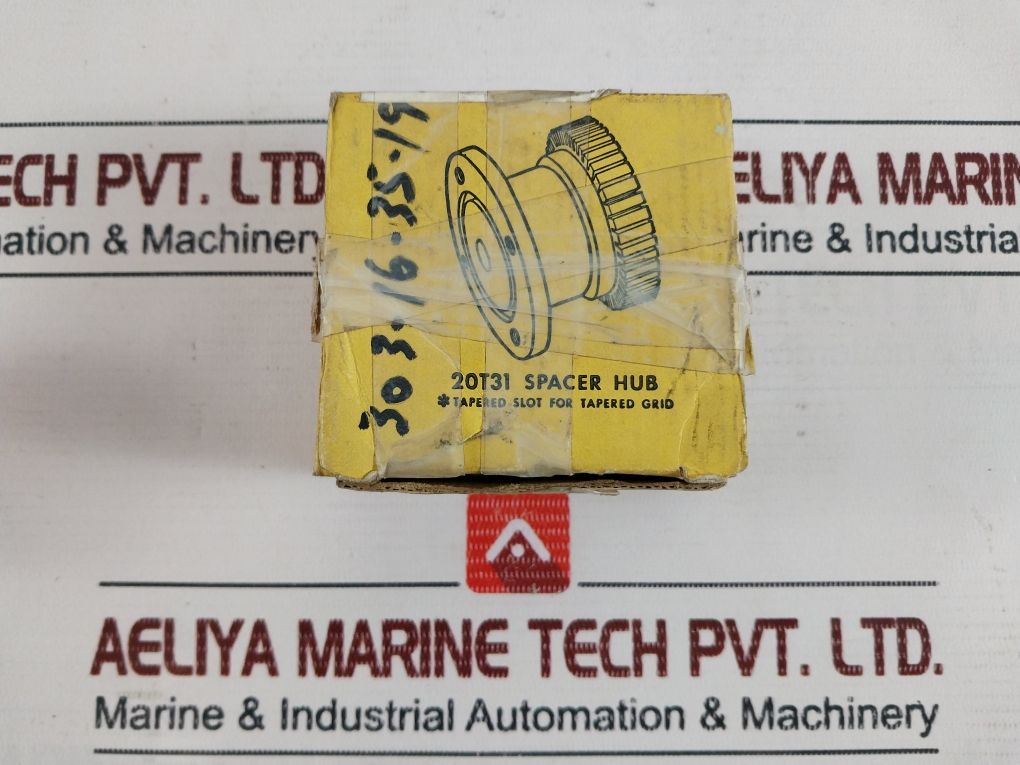 ECH PVT. LTD
mation & Machinery
ELIYA MARIN
arine & Industria
303-16-35-19
20T31 SPACER HUB
*TAPERED SLOT FOR TAPERED GRID
AELIYA MARINE TECH PVT. LTD.
Marine & Industrial Automation & Machinery